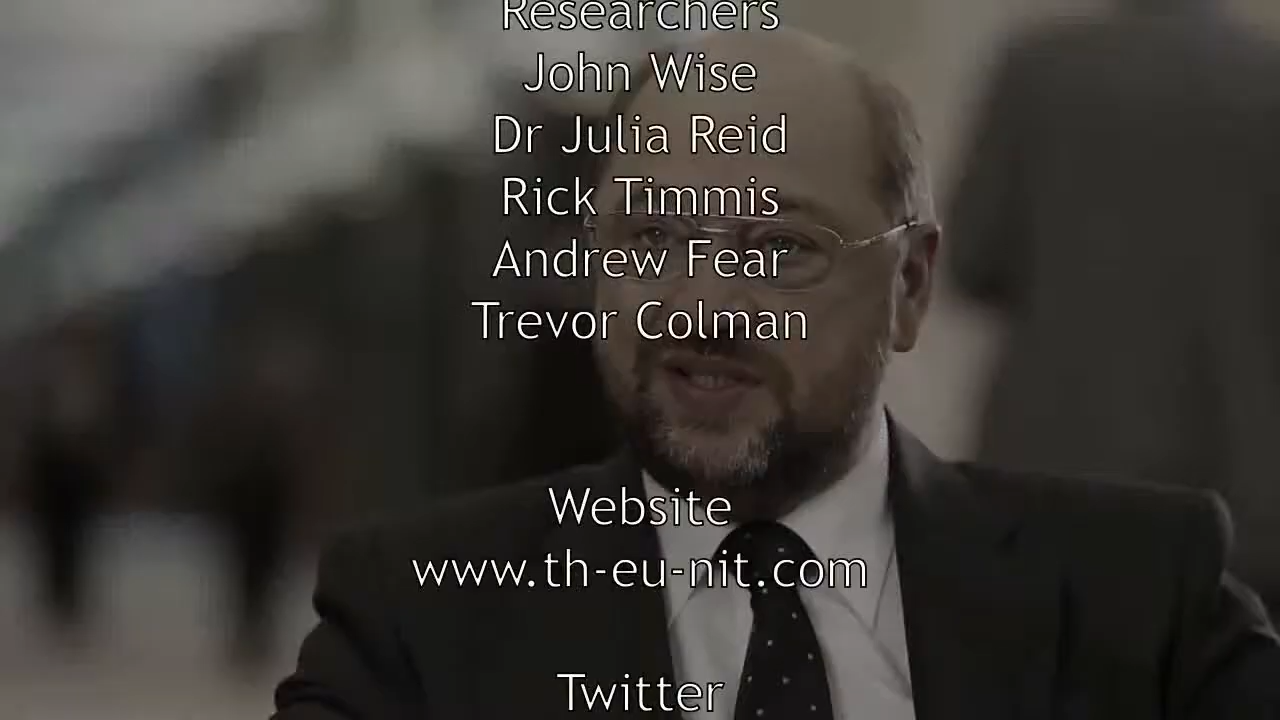 Researchers
John Wise
Dr Julia Reid
Rick Timmis
Andrew Fear
Trevor Colman
Website
www.th-eu-nit.com
Twitter